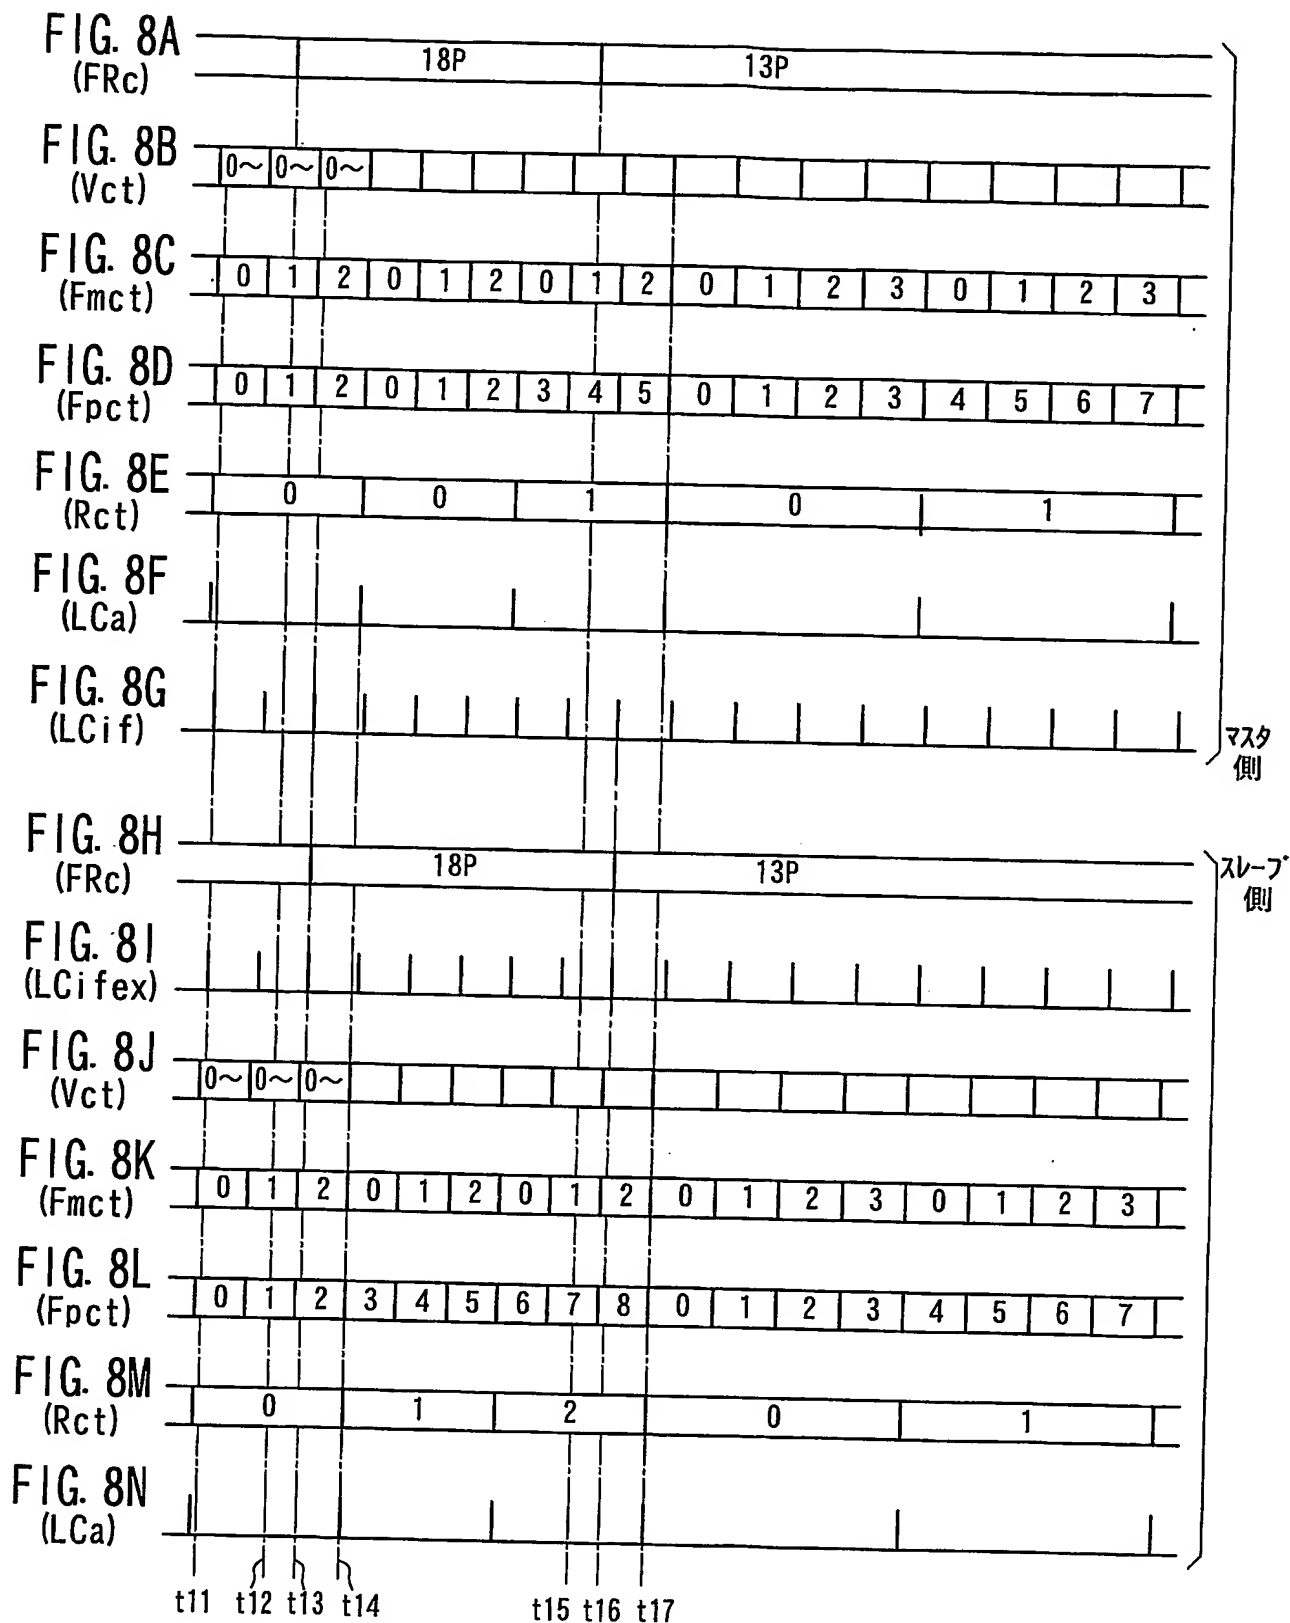 FIG. 8A
(FRc)
18P 13P
FIG. 8B
(Vct)
0~ 0~ 0~
FIG. 8C
(Fmct)
0 1 2 0 1 2 0 1 2 0 1 2 3 0 1 2 3
FIG. 8D
(Fpct)
0 1 2 0 1 2 3 4 5 0 1 2 3 4 5 6 7
FIG. 8E
(Rct)
0 0 1 0 1
FIG. 8F
(LCa)
FIG. 8G
(LCif)
マスタ
側
FIG. 8H
(FRc)
18P 13P
スレーブ
側
FIG. 8I
(LCifex)
FIG. 8J
(Vct)
0~ 0~ 0~
FIG. 8K
(Fmct)
0 1 2 0 1 2 0 1 2 0 1 2 3 0 1 2 3
FIG. 8L
(Fpct)
0 1 2 3 4 5 6 7 8 0 1 2 3 4 5 6 7
FIG. 8M
(Rct)
0 1 2 0 1
FIG. 8N
(LCa)
t11 t12 t13 t14 t15 t16 t17